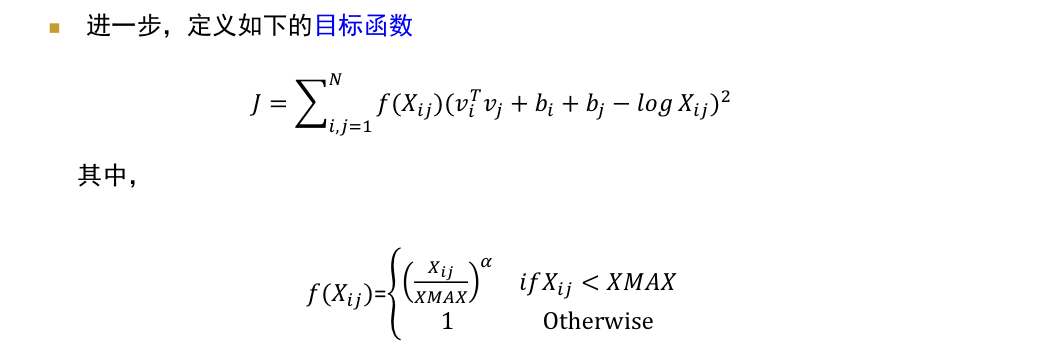 进一步，定义如下的目标函数
J = ∑_{i,j=1}^{N} f(X_{ij})(v_i^T v_j + b_i + b_j − log X_{ij})^2
其中，
f(X_{ij})={ (X_{ij}/XMAX)^α if X_{ij} < XMAX
1 Otherwise